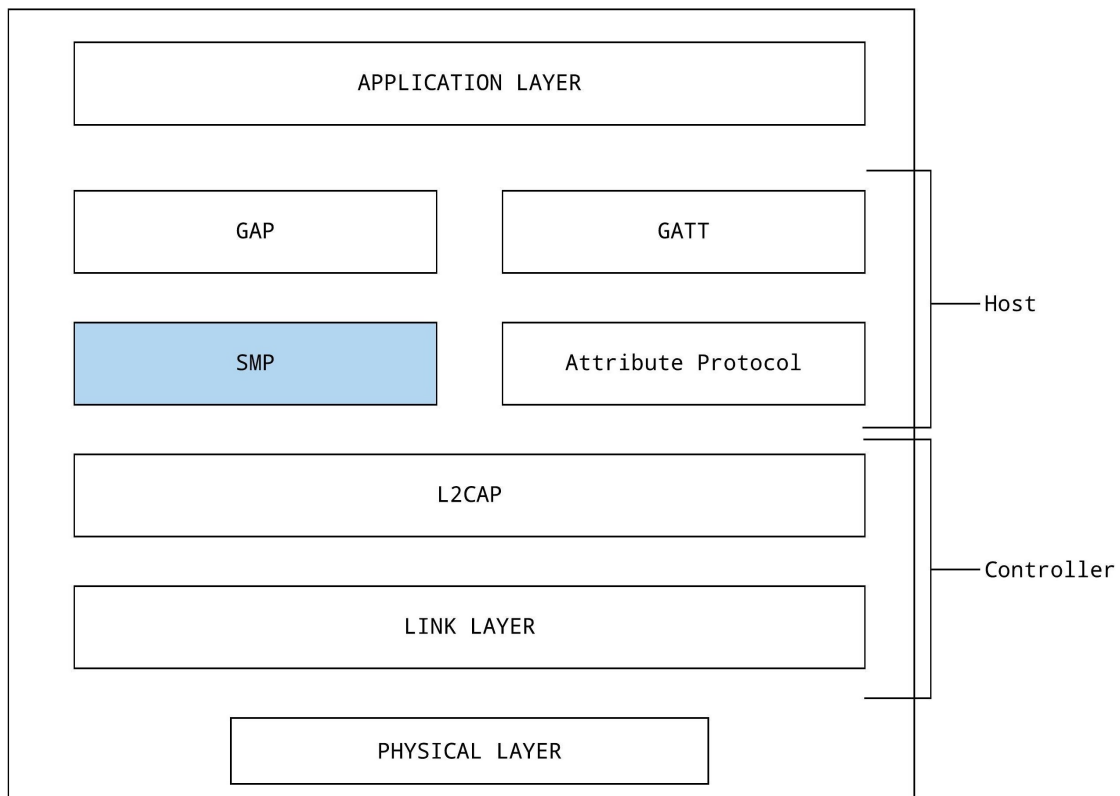 APPLICATION LAYER
GAP
GATT
Host
SMP
Attribute Protocol
L2CAP
Controller
LINK LAYER
PHYSICAL LAYER